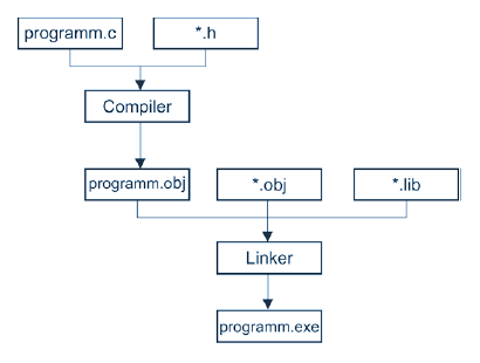 programm.c
*.h
Compiler
programm.obj
*.obj
*.lib
Linker
programm.exe